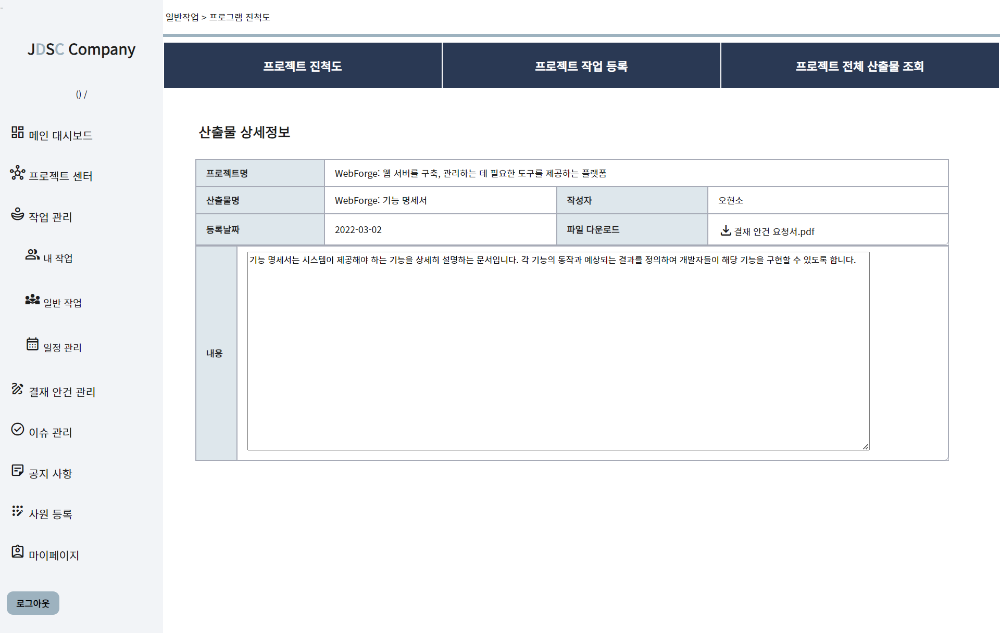 -
JDSC Company
() /
메인 대시보드
프로젝트 센터
작업 관리
내 작업
일반 작업
일정 관리
결재 안건 관리
이슈 관리
공지 사항
사원 등록
마이페이지
로그아웃
일반작업 > 프로그램 진척도
프로젝트 진척도
프로젝트 작업 등록
프로젝트 전체 산출물 조회
산출물 상세정보
프로젝트명 WebForge: 웹 서버를 구축, 관리하는 데 필요한 도구를 제공하는 플랫폼
산출물명 WebForge: 기능 명세서 작성자 오현소
등록날짜 2022-03-02 파일 다운로드 결재 안건 요청서.pdf
내용
기능 명세서는 시스템이 제공해야 하는 기능을 상세히 설명하는 문서입니다. 각 기능의 동작과 예상되는 결과를 정의하여 개발자들이 해당 기능을 구현할 수 있도록 합니다.